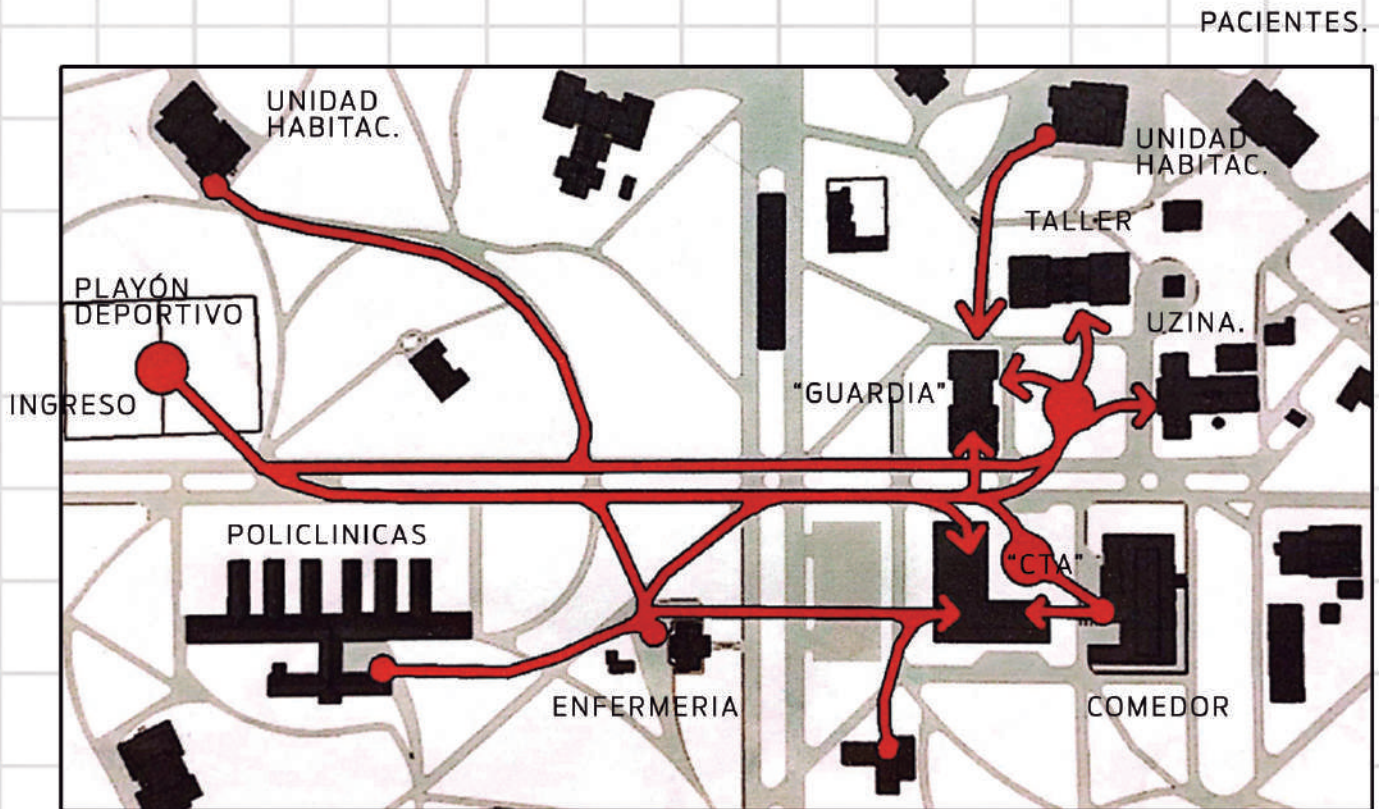 PACIENTES.
UNIDAD
HABITAC.
UNIDAD
HABITAC.
TALLER
PLAYÓN
DEPORTIVO
UZINA.
INGRESO
"GUARDIA"
POLICLINICAS
"CTA"
ENFERMERIA
COMEDOR